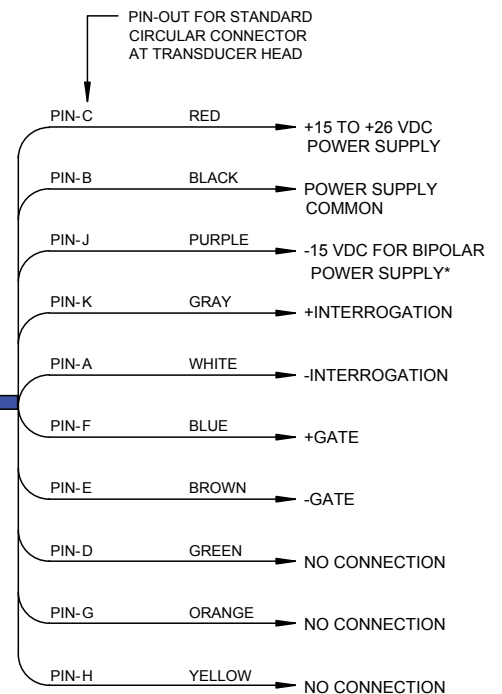 PIN-OUT FOR STANDARD
CIRCULAR CONNECTOR
AT TRANSDUCER HEAD
PIN-C RED +15 TO +26 VDC
POWER SUPPLY
PIN-B BLACK POWER SUPPLY
COMMON
PIN-J PURPLE -15 VDC FOR BIPOLAR
POWER SUPPLY*
PIN-K GRAY +INTERROGATION
PIN-A WHITE -INTERROGATION
PIN-F BLUE +GATE
PIN-E BROWN -GATE
PIN-D GREEN NO CONNECTION
PIN-G ORANGE NO CONNECTION
PIN-H YELLOW NO CONNECTION